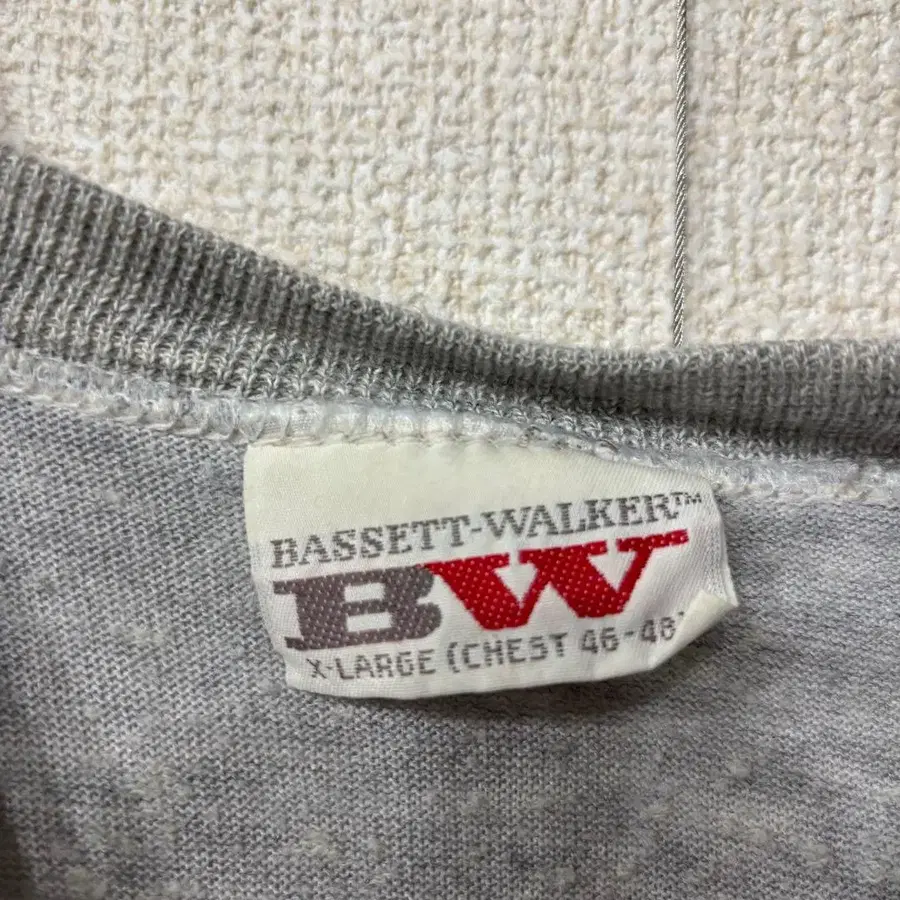 BASSETT-WALKER™
BW
X-LARGE (CHEST 46-48)